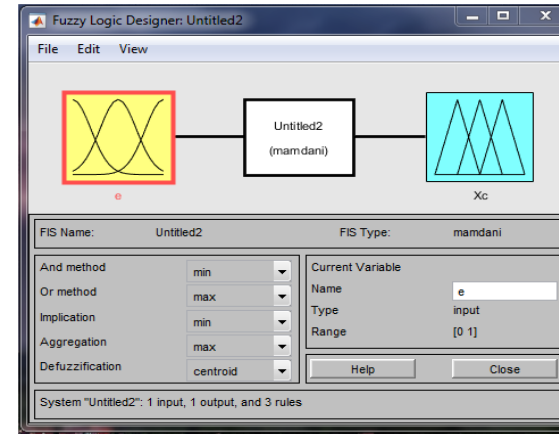 Fuzzy Logic Designer: Untitled2
File Edit View
Untitled2
(mamdani)
e
Xc
FIS Name: Untitled2 FIS Type: mamdani
And method min
Or method max
Implication min
Aggregation max
Defuzzification centroid
Current Variable
Name e
Type input
Range [0 1]
Help Close
System "Untitled2": 1 input, 1 output, and 3 rules